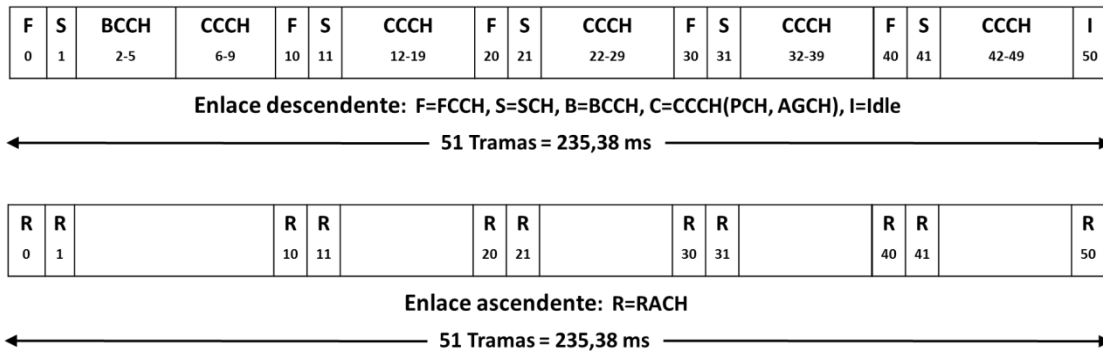 F S BCCH CCCH F S CCCH F S CCCH F S CCCH F S CCCH I
0 1 2-5 6-9 10 11 12-19 20 21 22-29 30 31 32-39 40 41 42-49 50
Enlace descendente: F=FCCH, S=SCH, B=BCCH, C=CCCH(PCH, AGCH), I=Idle
51 Tramas = 235,38 ms
R R R R R R R R R R R
0 1 10 11 20 21 30 31 40 41 50
Enlace ascendente: R=RACH
51 Tramas = 235,38 ms